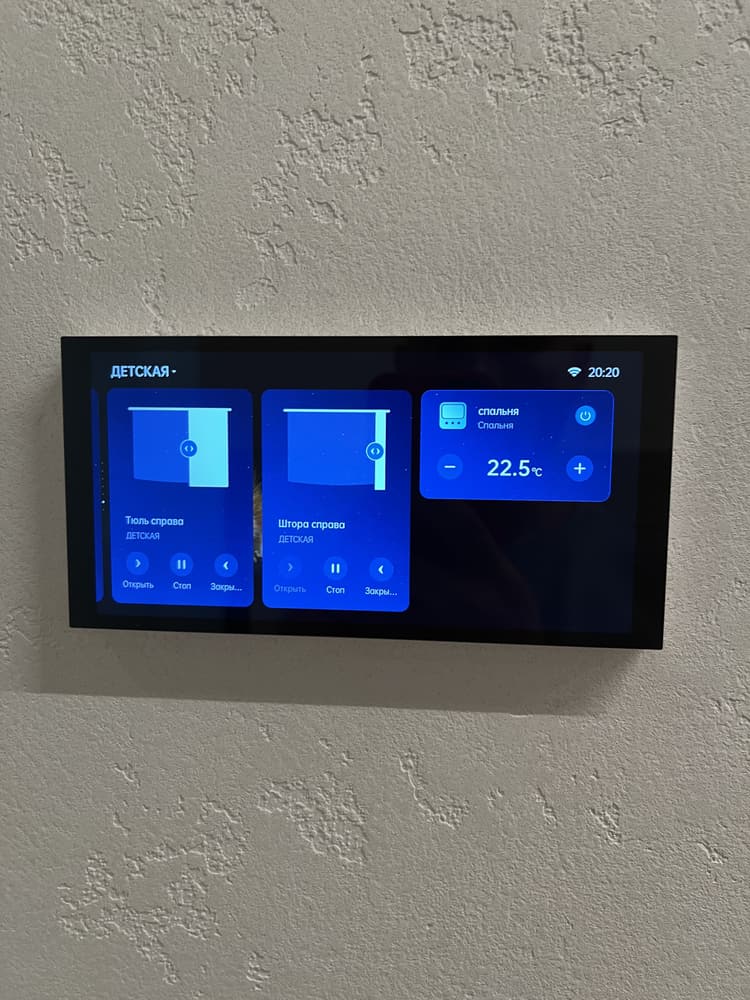 ДЕТСКАЯ
20:20
Тюль справа
ДЕТСКАЯ
Открыть
Стоп
Закры...
Штора справа
ДЕТСКАЯ
Открыть
Стоп
Закры...
спальня
Спальня
22.5°C